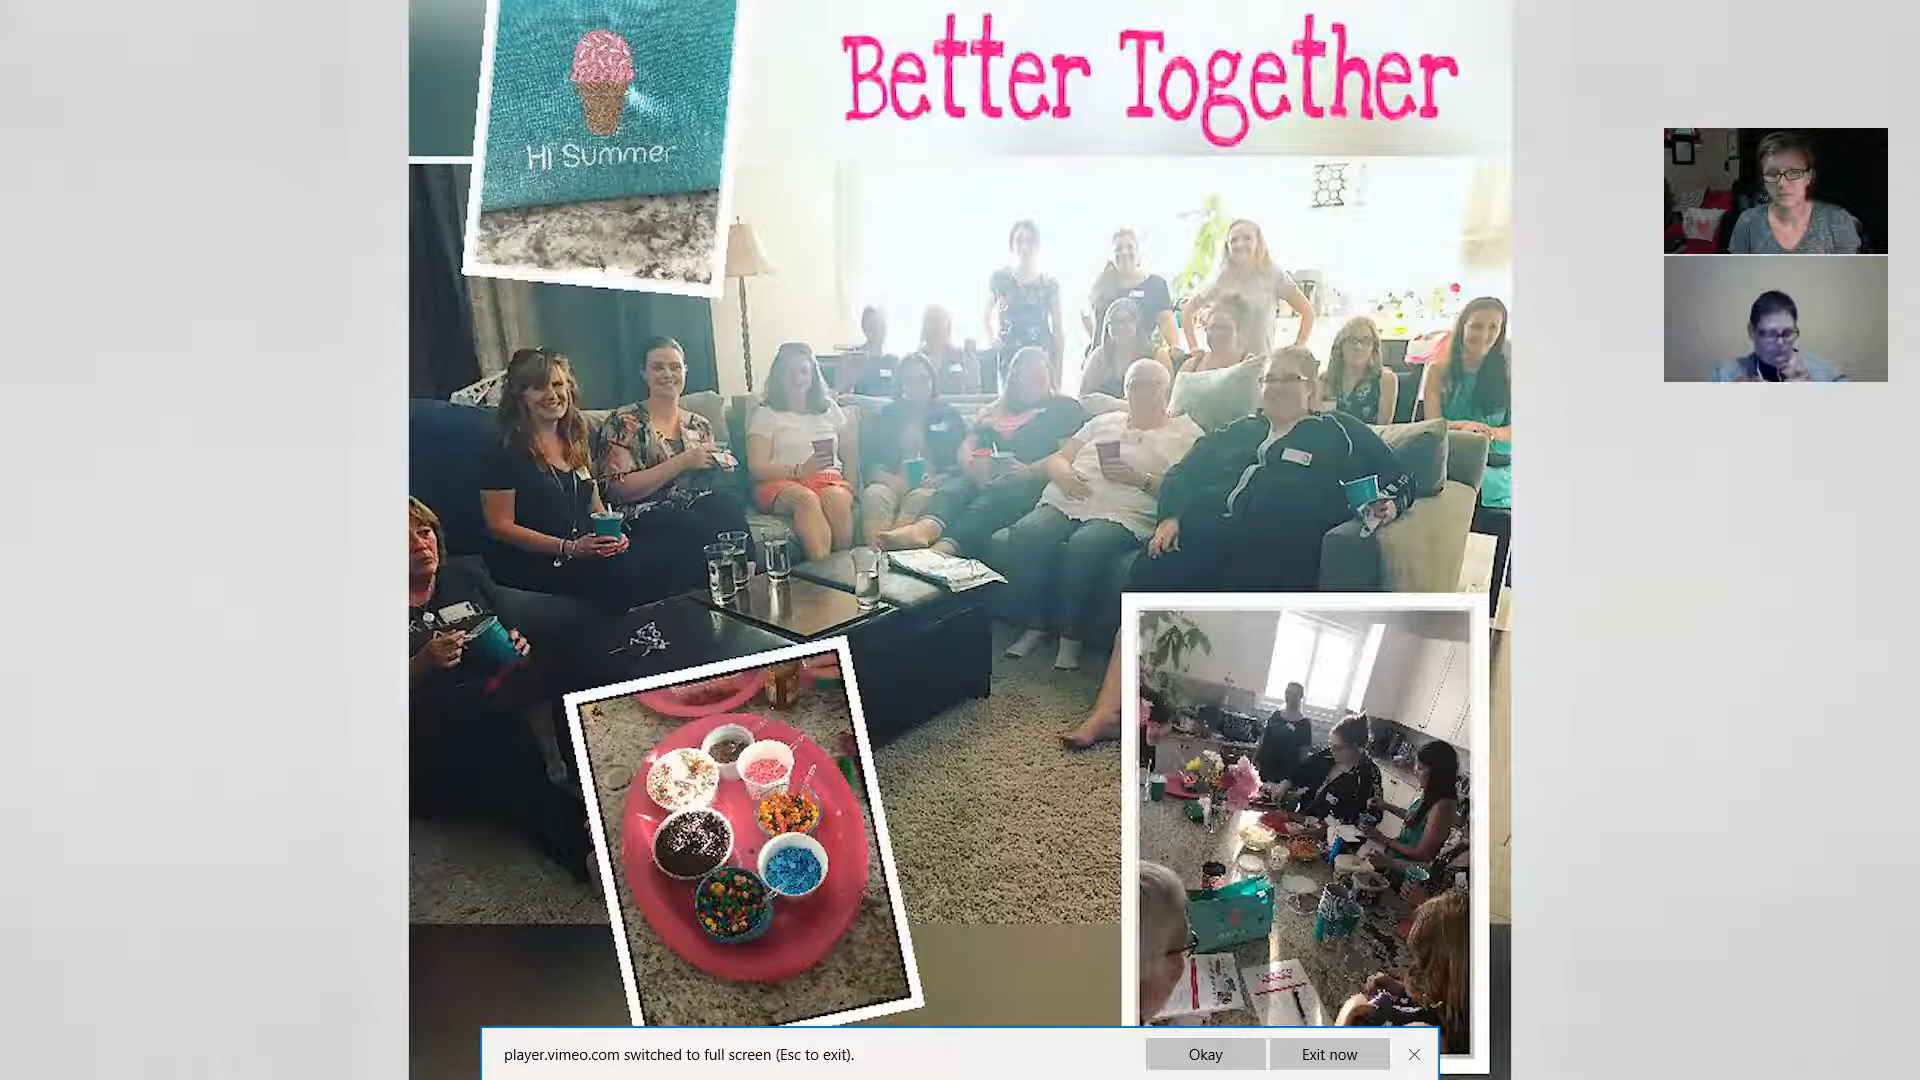 Better Together
Hi Summer
player.vimeo.com switched to full screen (Esc to exit).
Okay
Exit now